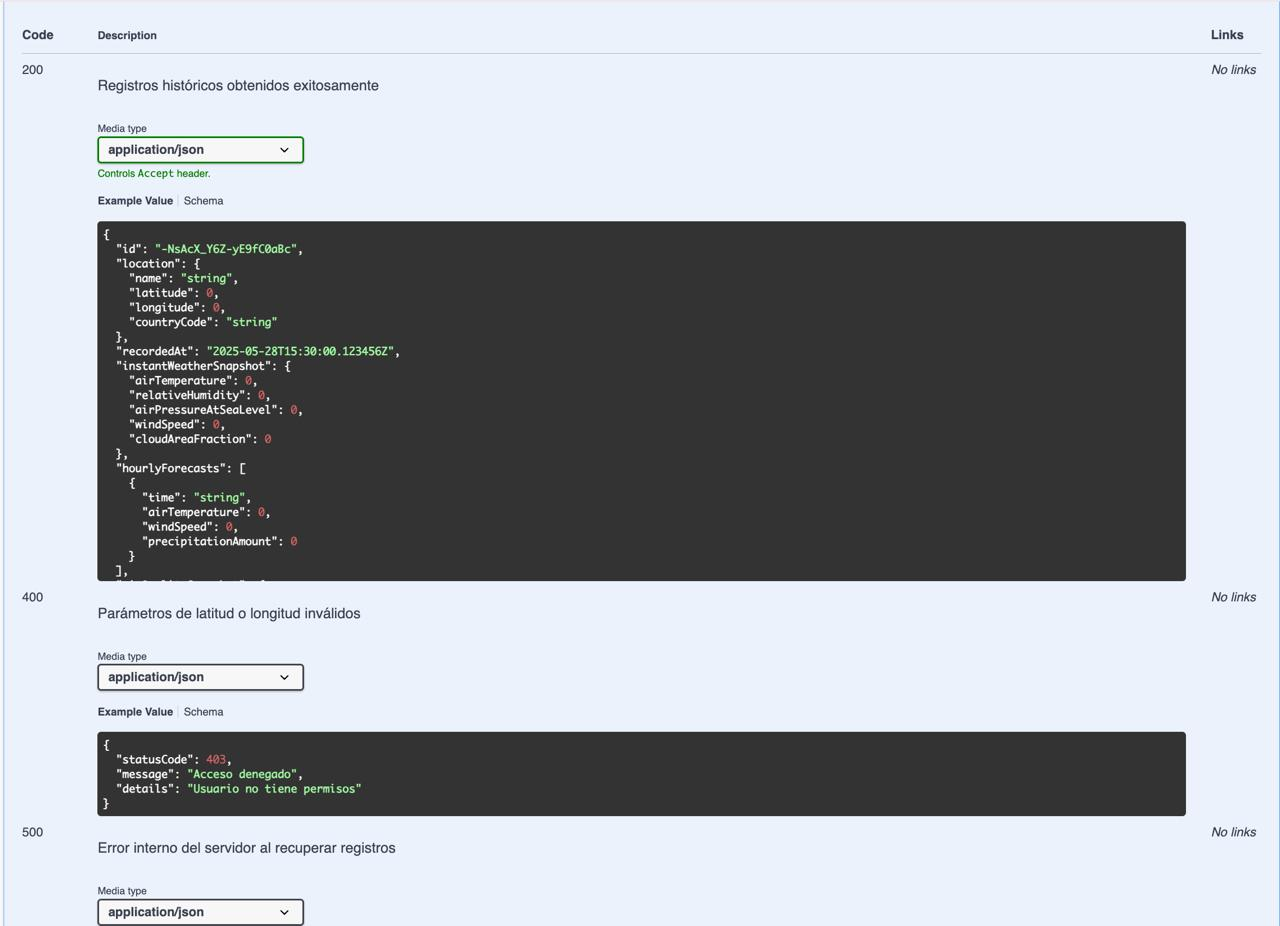 Code Description Links
200 No links
Registros históricos obtenidos exitosamente
Media type
application/json
Controls Accept header.
Example Value Schema
{
"id": "-NsAcX_Y6Z-yE9fC0aBc",
"location": {
"name": "string",
"latitude": 0,
"longitude": 0,
"countryCode": "string"
},
"recordedAt": "2025-05-28T15:30:00.123456Z",
"instantWeatherSnapshot": {
"airTemperature": 0,
"relativeHumidity": 0,
"airPressureAtSeaLevel": 0,
"windSpeed": 0,
"cloudAreaFraction": 0
},
"hourlyForecasts": [
{
"time": "string",
"airTemperature": 0,
"windSpeed": 0,
"precipitationAmount": 0
}
],
400 No links
Parámetros de latitud o longitud inválidos
Media type
application/json
Example Value Schema
{
"statusCode": 403,
"message": "Acceso denegado",
"details": "Usuario no tiene permisos"
}
500 No links
Error interno del servidor al recuperar registros
Media type
application/json